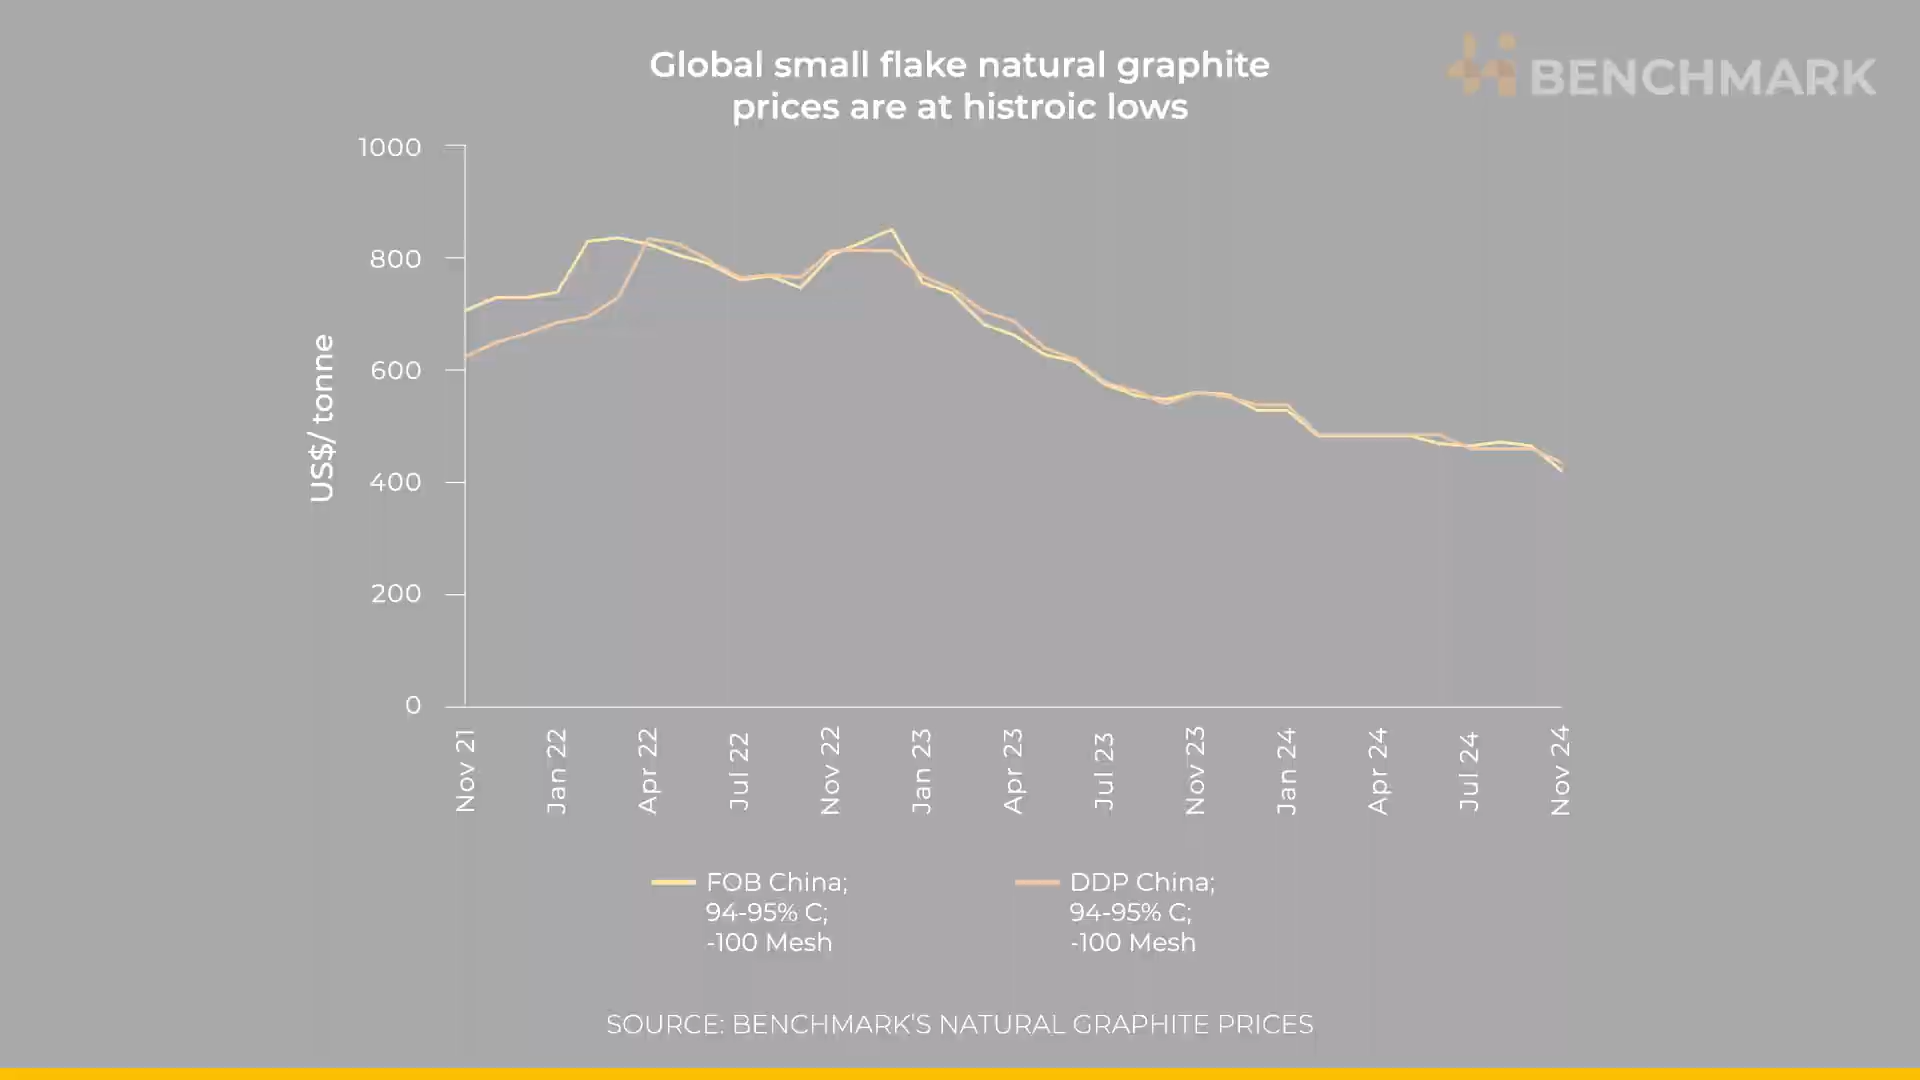 Global small flake natural graphite
prices are at histroic lows
BENCHMARK
1000
800
600
400
200
0
US$/ tonne
Nov 21
Jan 22
Apr 22
Jul 22
Nov 22
Jan 23
Apr 23
Jul 23
Nov 23
Jan 24
Apr 24
Jul 24
Nov 24
FOB China;
94-95% C;
-100 Mesh
DDP China;
94-95% C;
-100 Mesh
SOURCE: BENCHMARK'S NATURAL GRAPHITE PRICES